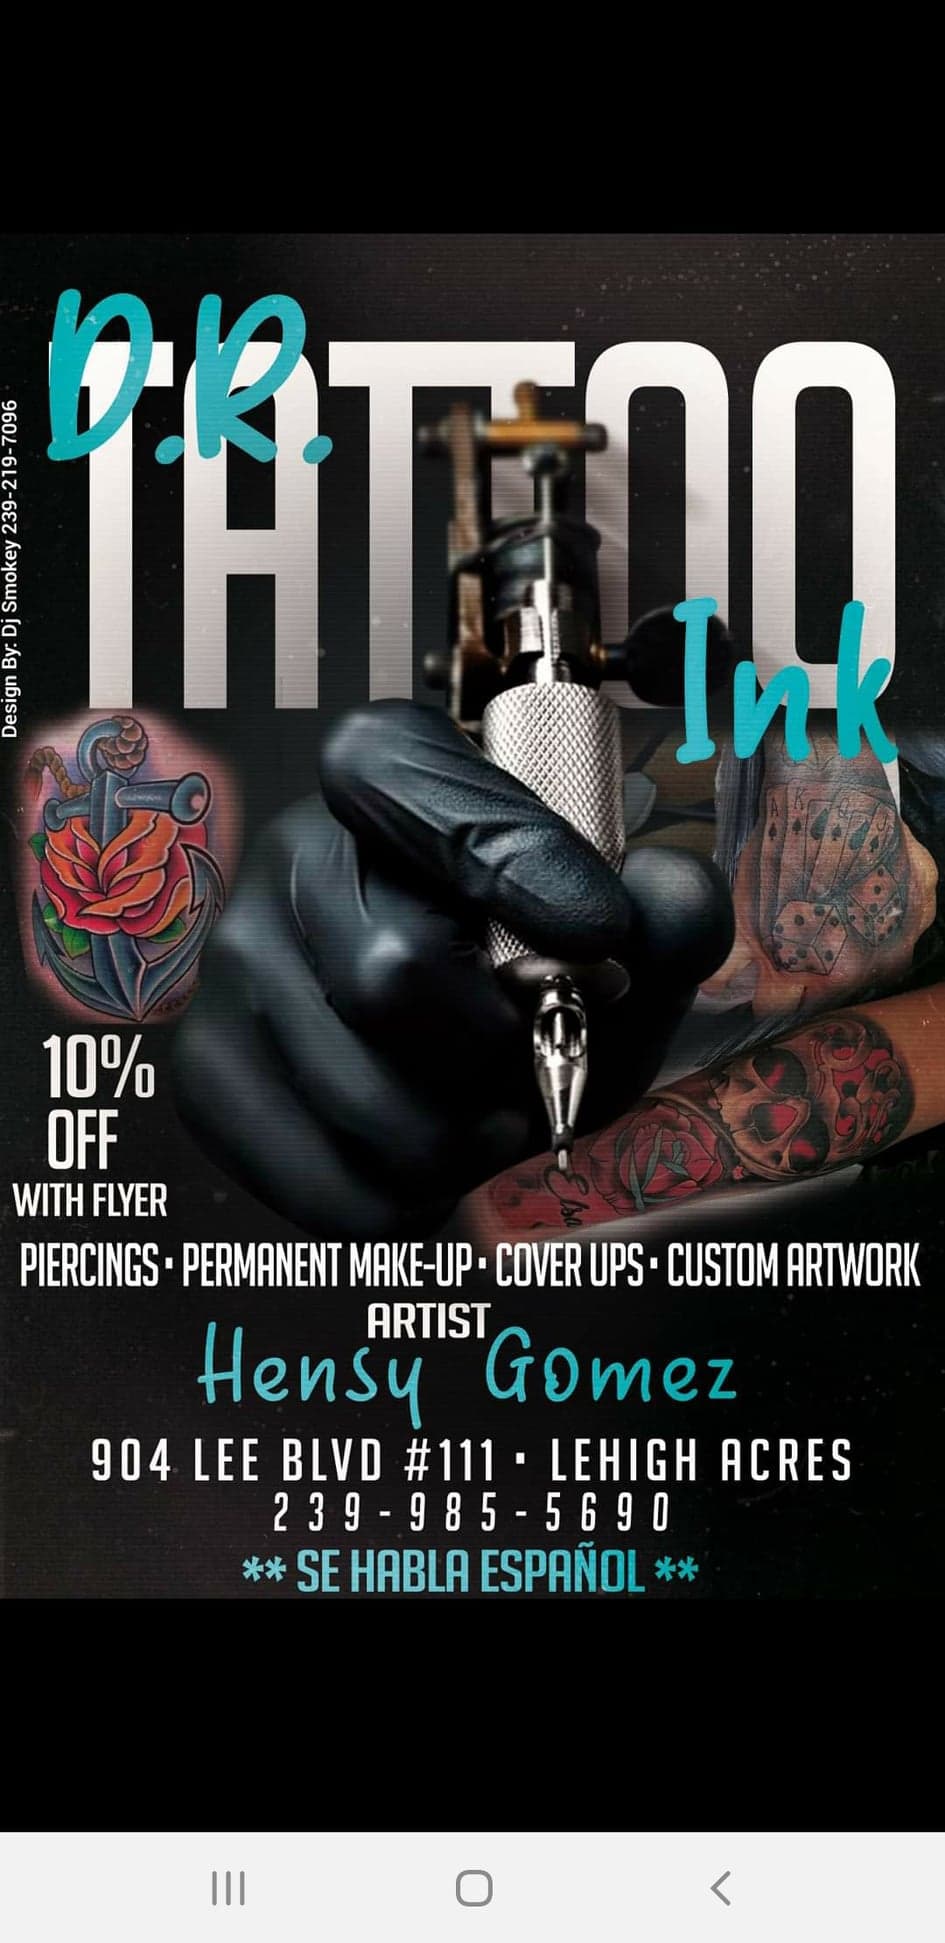 D.R.
TATTOO
Ink
Design By: Dj Smokey 239-219-7096
A K Q J
10%
OFF
WITH FLYER
Elsa
PIERCINGS · PERMANENT MAKE-UP · COVER UPS · CUSTOM ARTWORK
ARTIST
Hensy Gomez
904 LEE BLVD #111 · LEHIGH ACRES
239-985-5690
** SE HABLA ESPAÑOL **